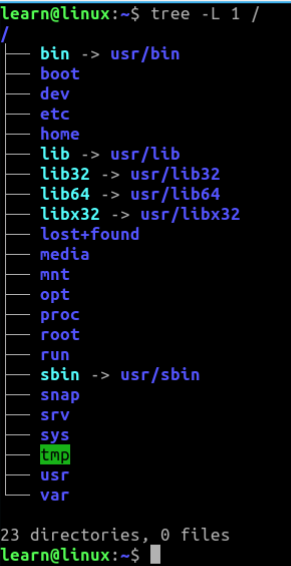 learn@linux:~$ tree -L 1 /
/
├── bin -> usr/bin
├── boot
├── dev
├── etc
├── home
├── lib -> usr/lib
├── lib32 -> usr/lib32
├── lib64 -> usr/lib64
├── libx32 -> usr/libx32
├── lost+found
├── media
├── mnt
├── opt
├── proc
├── root
├── run
├── sbin -> usr/sbin
├── snap
├── srv
├── sys
├── tmp
├── usr
└── var
23 directories, 0 files
learn@linux:~$